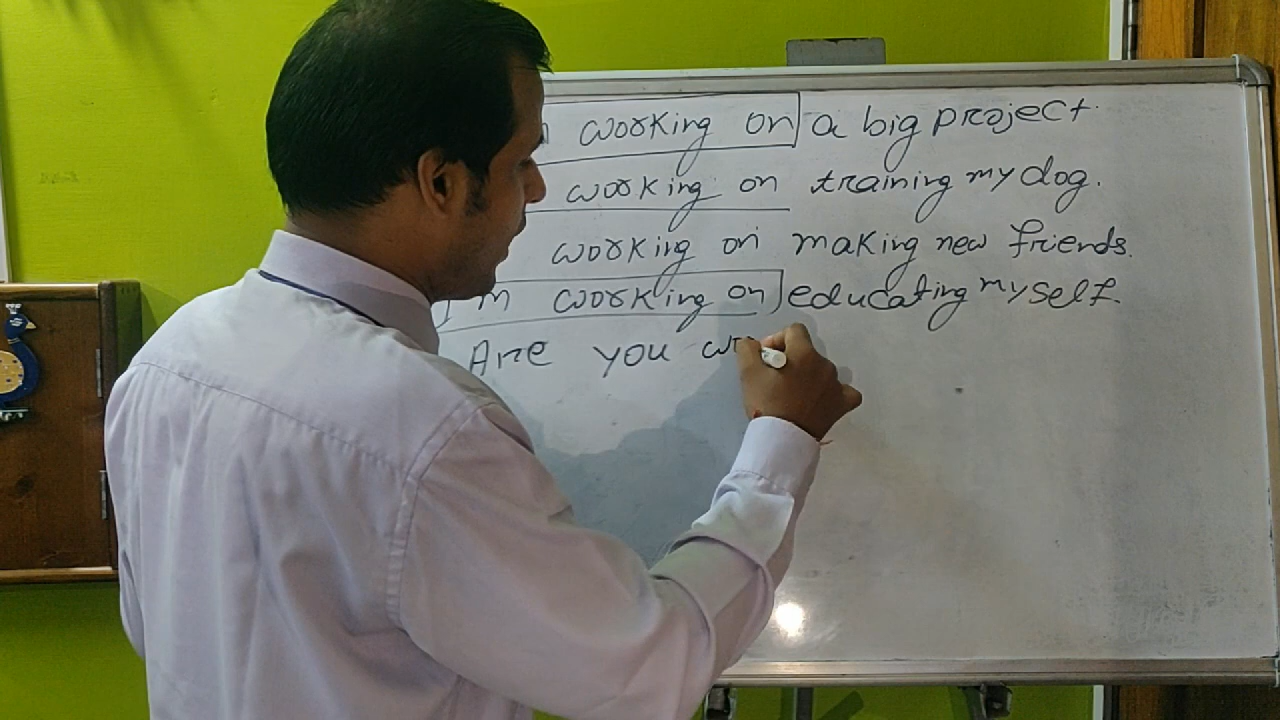 working on a big project.
working on training my dog.
working on making new friends.
I'm working on educating myself.
Are you